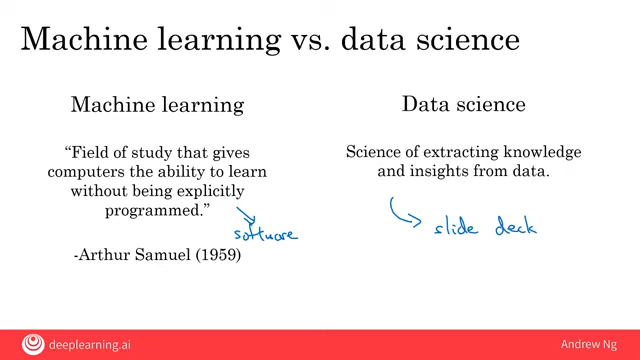 Machine learning vs. data science
Machine learning
“Field of study that gives
computers the ability to learn
without being explicitly
programmed.”
software
-Arthur Samuel (1959)
Data science
Science of extracting knowledge
and insights from data.
slide deck
deeplearning.ai
Andrew Ng